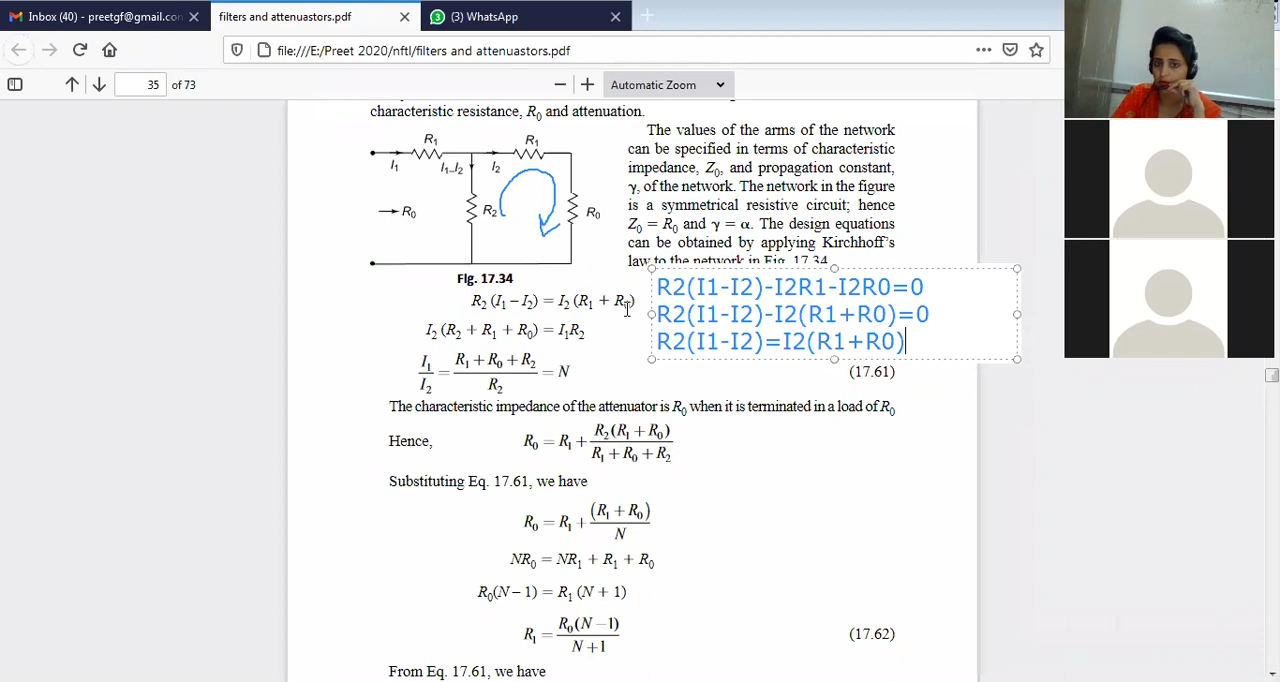 Inbox (40) - preetgf@gmail.con
filters and attenuastors.pdf
(3) WhatsApp
file:///E:/Preet 2020/nftl/filters and attenuastors.pdf
35 of 73
Automatic Zoom
characteristic resistance, R0 and attenuation.
R1
R1
I1
I1–I2
I2
R0
R2
R0
Fig. 17.34
The values of the arms of the network
can be specified in terms of characteristic
impedance, Z0, and propagation constant,
γ, of the network. The network in the figure
is a symmetrical resistive circuit; hence
Z0 = R0 and γ = α. The design equations
can be obtained by applying Kirchhoff's
law to the network in Fig. 17.34.
R2(I1-I2)-I2R1-I2R0=0
R2(I1-I2)-I2(R1+R0)=0
R2(I1-I2)=I2(R1+R0)
R2 (I1 – I2) = I2 (R1 + R0)
I2 (R2 + R1 + R0) = I1R2
I1/I2 = (R1 + R0 + R2)/R2 = N (17.61)
The characteristic impedance of the attenuator is R0 when it is terminated in a load of R0
Hence, R0 = R1 + R2(R1 + R0)/(R1 + R0 + R2)
Substituting Eq. 17.61, we have
R0 = R1 + (R1 + R0)/N
NR0 = NR1 + R1 + R0
R0(N – 1) = R1 (N + 1)
R1 = R0(N – 1)/(N + 1) (17.62)
From Eq. 17.61, we have